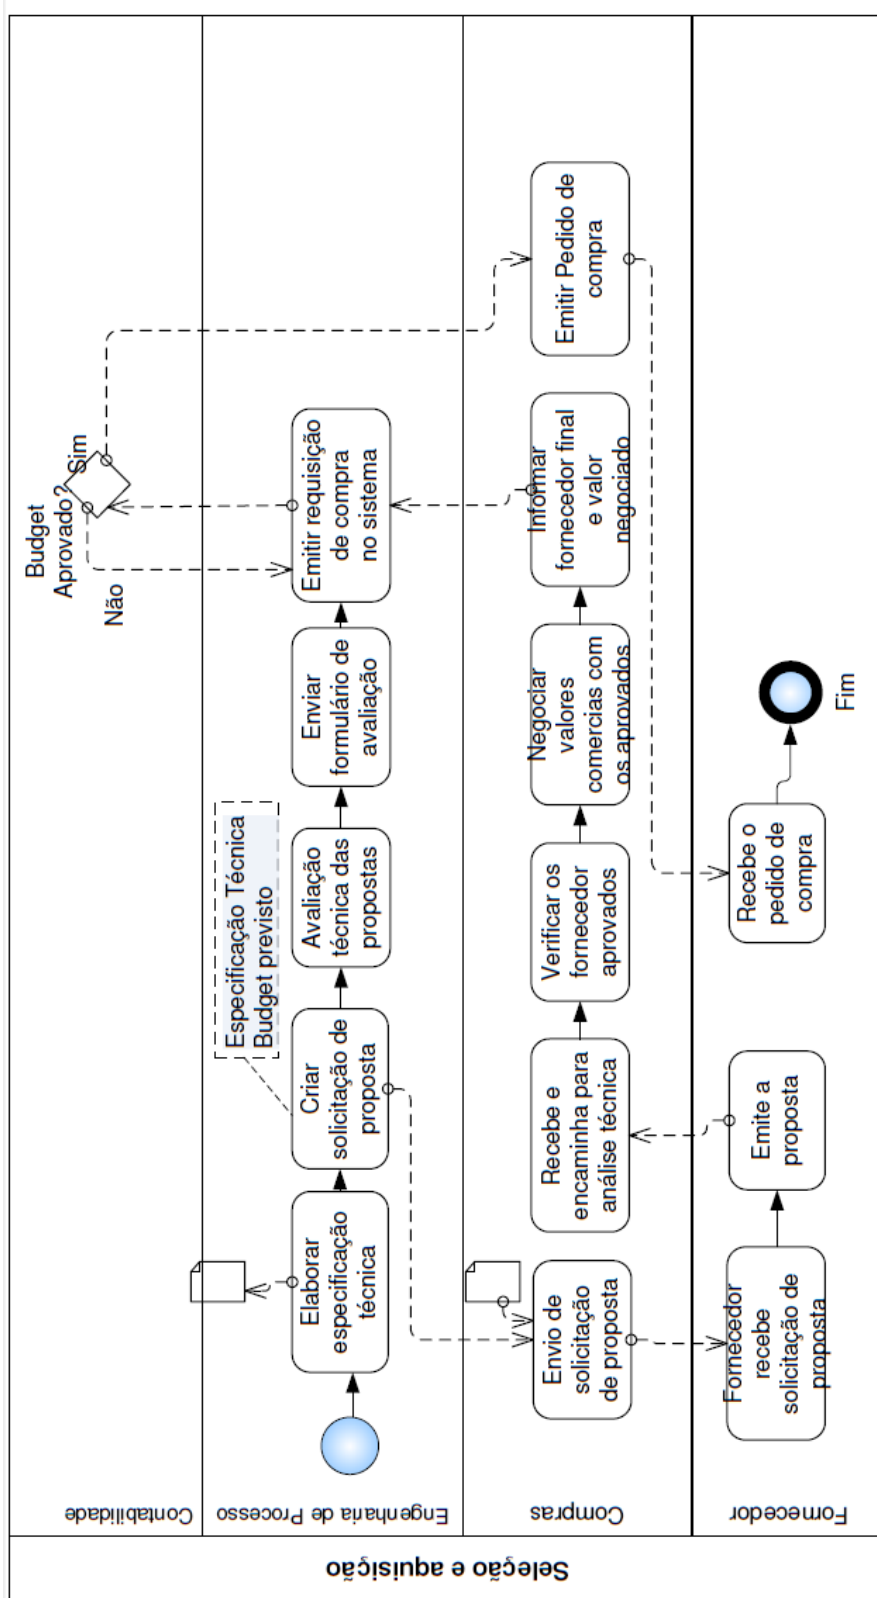 Seleção e aquisição
Contabilidade
Budget
Aprovado?
Sim
Não
Engenharia de Processo
Elaborar
especificação
técnica
Criar
solicitação de
proposta
Especificação Técnica
Budget previsto
Avaliação
técnica das
propostas
Enviar
formulário de
avaliação
Emitir requisição
de compra
no sistema
Compras
Envio de
solicitação
de proposta
Recebe e
encaminha para
análise técnica
Verificar os
fornecedor
aprovados
Negociar
valores
comercias com
os aprovados
Informar
fornecedor final
e valor
negociado
Emitir Pedido de
compra
Fornecedor
Fornecedor
recebe
solicitação de
proposta
Emite a
proposta
Recebe o
pedido de
compra
Fim